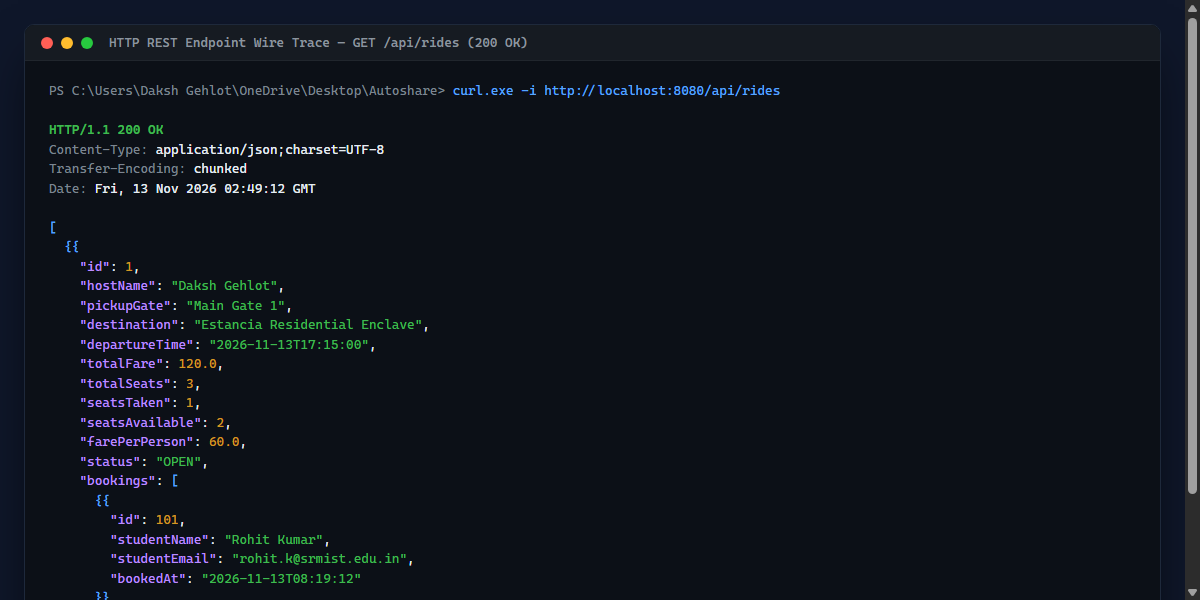 HTTP REST Endpoint Wire Trace — GET /api/rides (200 OK)
PS C:\Users\Daksh Gehlot\OneDrive\Desktop\Autoshare> curl.exe -i http://localhost:8080/api/rides
HTTP/1.1 200 OK
Content-Type: application/json;charset=UTF-8
Transfer-Encoding: chunked
Date: Fri, 13 Nov 2026 02:49:12 GMT
[
  {{
    "id": 1,
    "hostName": "Daksh Gehlot",
    "pickupGate": "Main Gate 1",
    "destination": "Estancia Residential Enclave",
    "departureTime": "2026-11-13T17:15:00",
    "totalFare": 120.0,
    "totalSeats": 3,
    "seatsTaken": 1,
    "seatsAvailable": 2,
    "farePerPerson": 60.0,
    "status": "OPEN",
    "bookings": [
      {{
        "id": 101,
        "studentName": "Rohit Kumar",
        "studentEmail": "rohit.k@srmist.edu.in",
        "bookedAt": "2026-11-13T08:19:12"
      }}